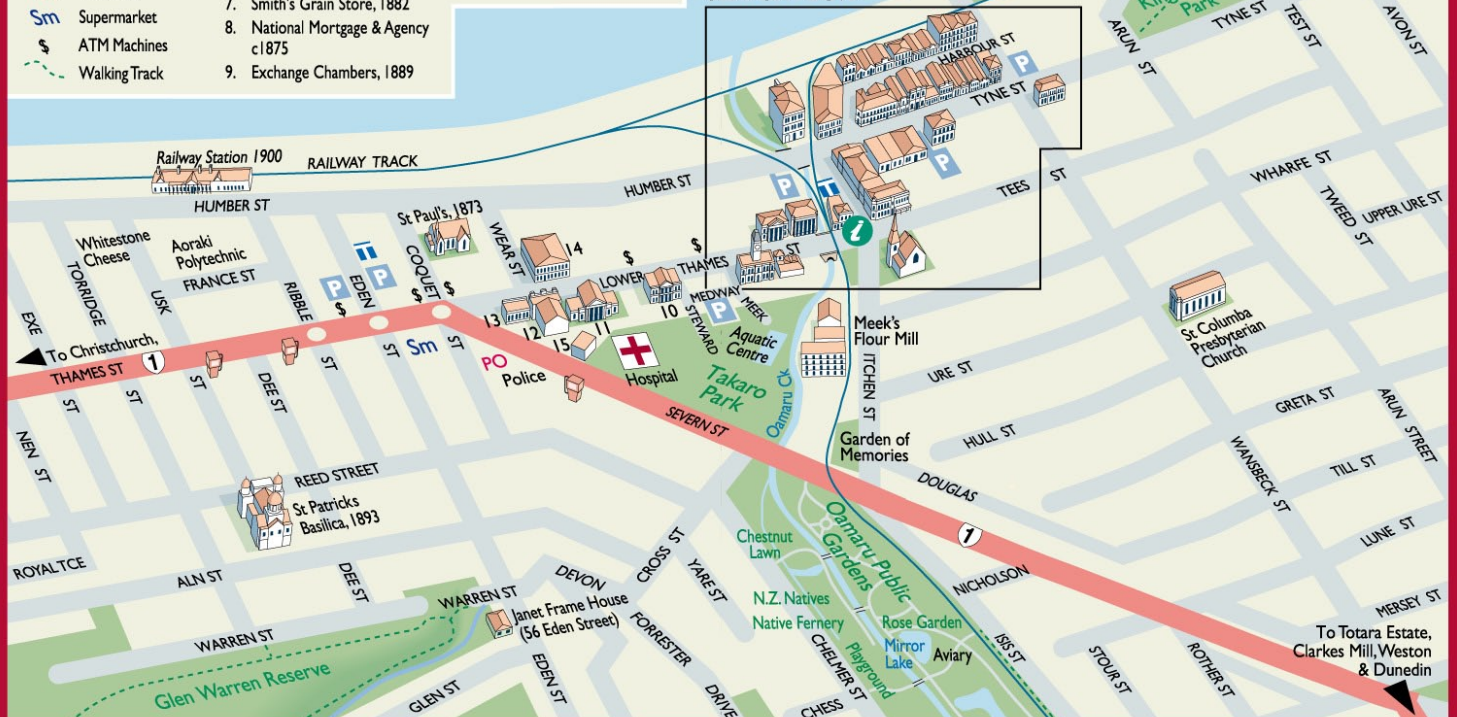 Sm Supermarket
$ ATM Machines
Walking Track
7. Smith's Grain Store, 1882
8. National Mortgage & Agency
c1875
9. Exchange Chambers, 1889
Park
TYNE ST
TEST ST
AVON ST
ARUN ST
HARBOUR ST
P
TYNE ST
Railway Station 1900
RAILWAY TRACK
HUMBER ST
HUMBER ST
P
P
TEES ST
WHARFE ST
TWEED ST
UPPER URE ST
St Paul's, 1873
WEAR ST
14
i
Whitestone
Cheese
Aoraki
Polytechnic
TORRIDGE
ST
USK
ST
FRANCE ST
RIBBLE
ST
P
$
EDEN
ST
P
COQUET
ST
$
$
LOWER THAMES ST
$
$
MEDWAY
MEEK
STEWARD
P
10
11
12
13
15
EXE
ST
To Christchurch,
THAMES ST
1
Sm
PO
Police
Hospital
Aquatic
Centre
Takaro
Park
Oamaru Ck
Meek's
Flour Mill
ITCHEN ST
St Columba
Presbyterian
Church
URE ST
GRETA ST
ARUN STREET
DEE ST
SEVERN ST
Garden of
Memories
HULL ST
WANSBECK ST
TILL ST
NEN ST
REED STREET
St Patricks
Basilica, 1893
DOUGLAS
1
LUNE ST
ROYAL TCE
ALN ST
DEE ST
CROSS ST
YARE ST
Chestnut
Lawn
Oamaru Public
Gardens
NICHOLSON
WARREN ST
DEVON
Janet Frame House
(56 Eden Street)
FORRESTER
DRIVE
N.Z. Natives
Native Fernery
Rose Garden
Mirror
Lake
Aviary
Playground
CHELMER ST
ISIS ST
MERSEY ST
To Totara Estate,
Clarkes Mill, Weston
& Dunedin
STOUR ST
ROTHER ST
WARREN ST
Glen Warren Reserve
GLEN ST
EDEN ST
CHESS